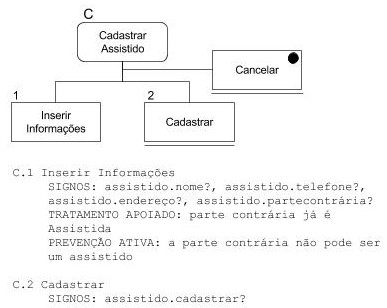 C
Cadastrar
Assistido
Cancelar
1
Inserir
Informações
2
Cadastrar
C.1 Inserir Informações
SIGNOS: assistido.nome?, assistido.telefone?,
assistido.endereço?, assistido.partecontrária?
TRATAMENTO APOIADO: parte contrária já é
Assistida
PREVENÇÃO ATIVA: a parte contrária não pode ser
um assistido
C.2 Cadastrar
SIGNOS: assistido.cadastrar?